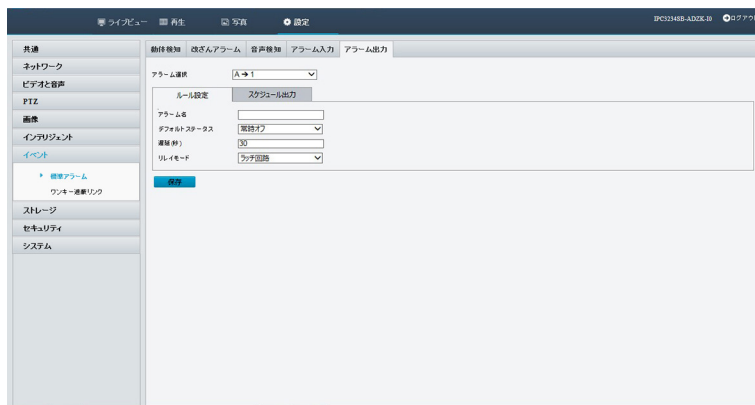 ライブビュー 再生 写真 設定 IPC3234SB-ADZK-I0 ログアウ
共通
ネットワーク
ビデオと音声
PTZ
画像
インテリジェント
イベント
標準アラーム
ワンキー遮断リンク
ストレージ
セキュリティ
システム
動体検知 改ざんアラーム 音声検知 アラーム入力 アラーム出力
アラーム選択 A→1
ルール設定 スケジュール出力
アラーム名
デフォルトステータス 常時オフ
遅延(秒) 30
リレイモード ラッチ回路
保存